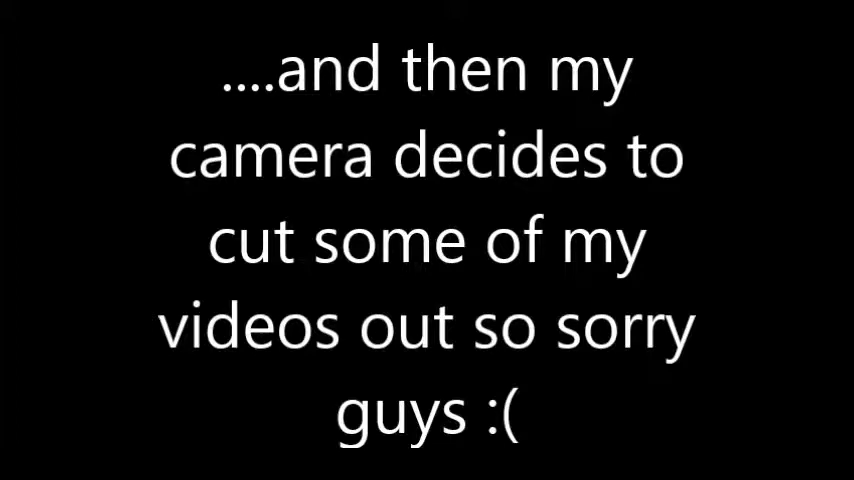 ....and then my
camera decides to
cut some of my
videos out so sorry
guys :(